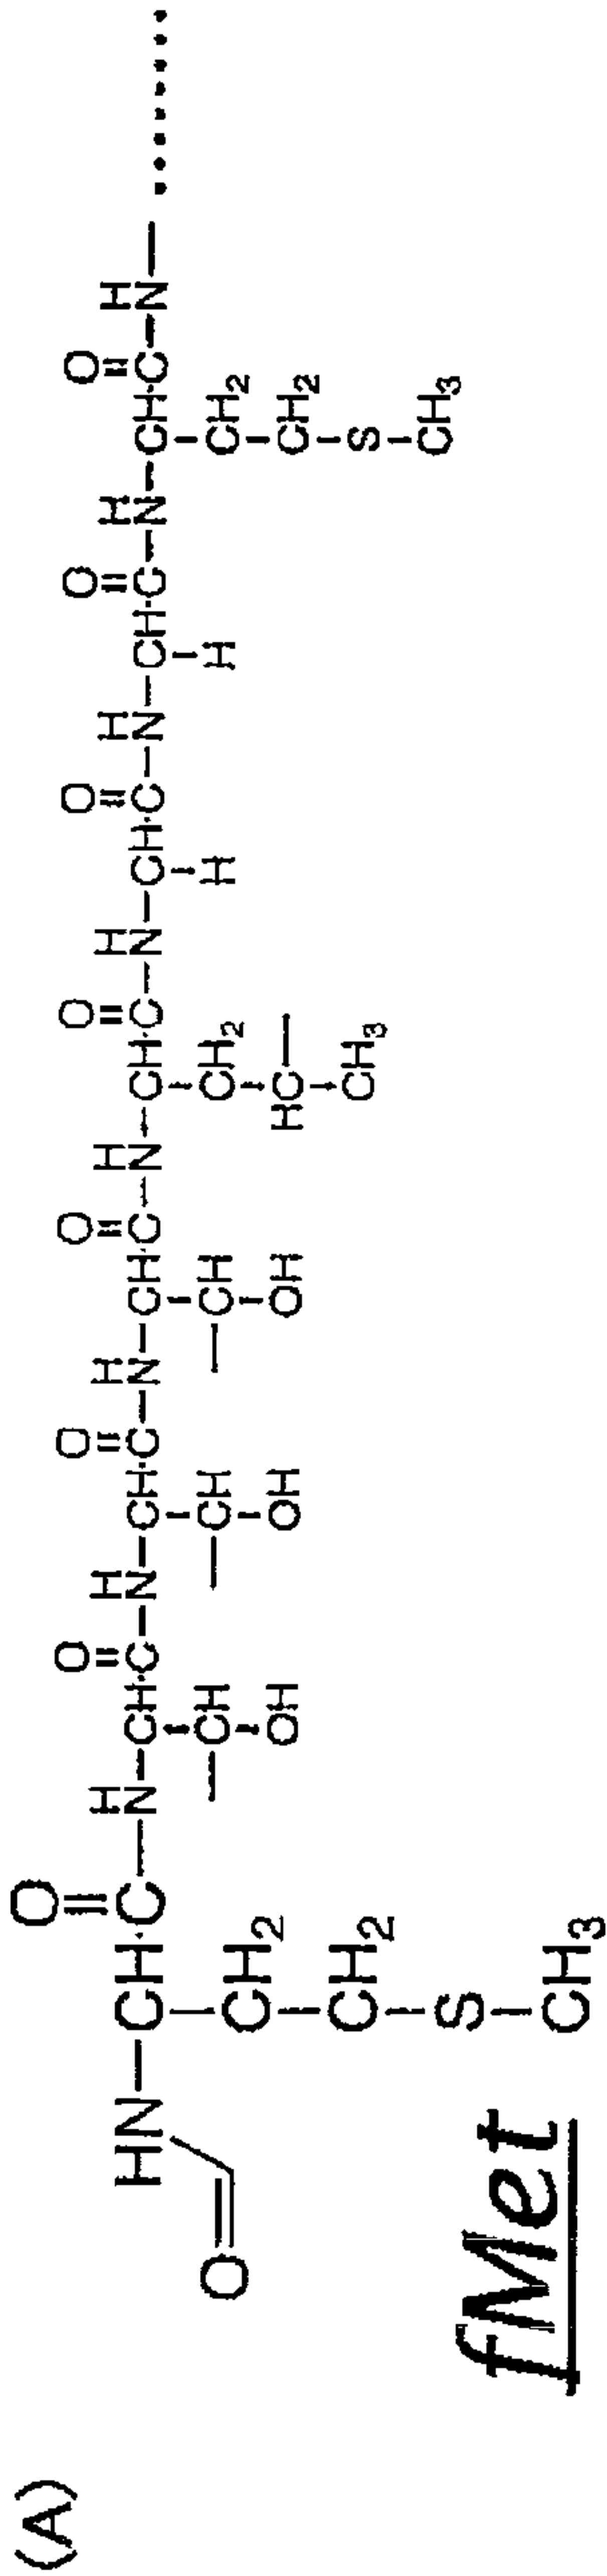 (A)
O O O O O O O O
H H H H H H H H
HN CH C N CH C N CH C N CH C N CH C N CH C N CH C N CH C N
O CH2 CH CH CH CH2 H H CH2
CH2 OH OH OH HC CH2
S CH3 S
fMet CH3 CH3